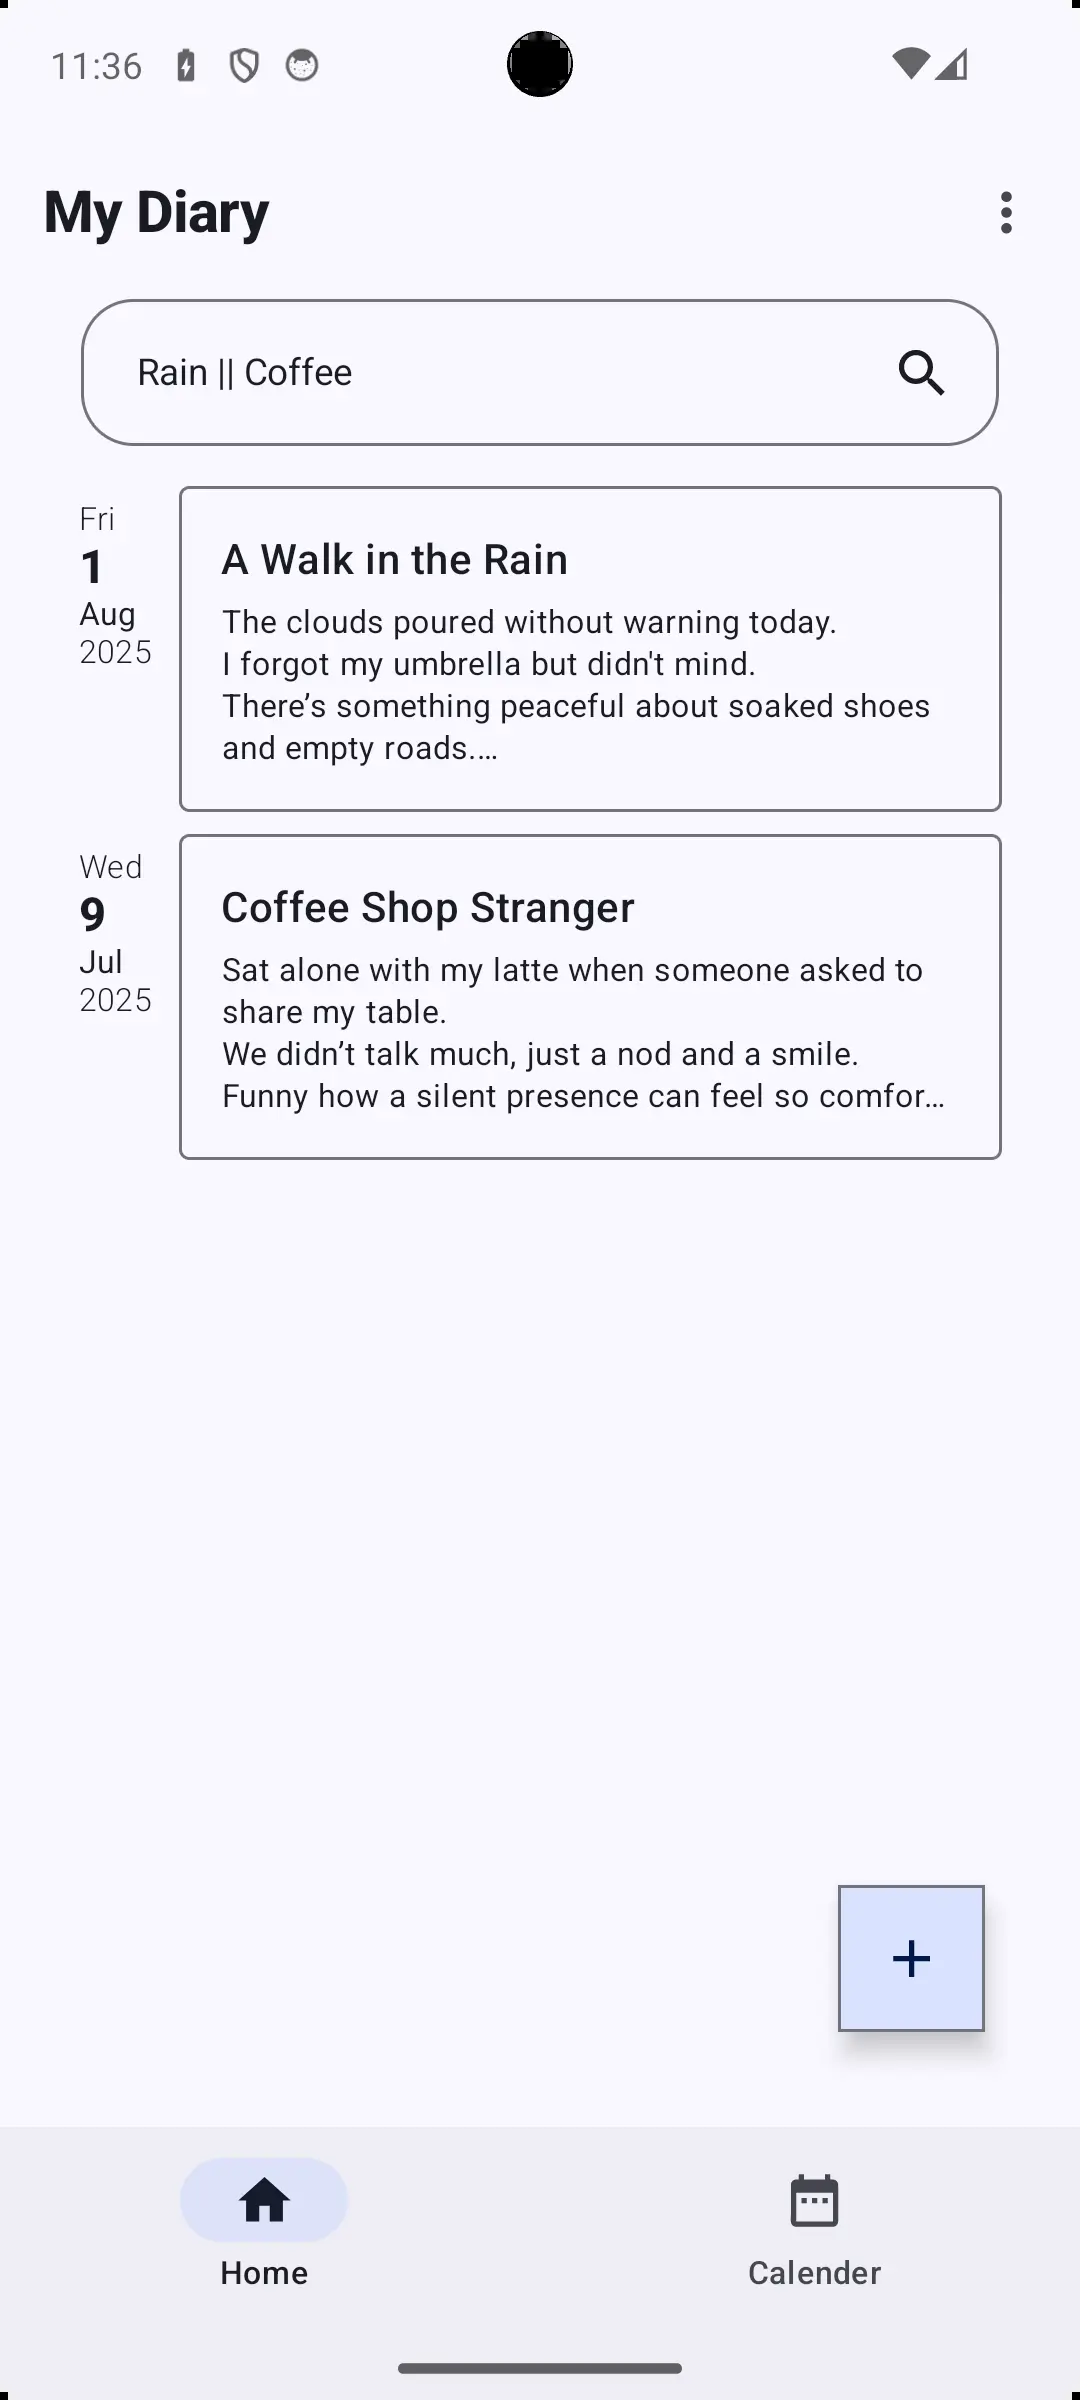 11:36
My Diary
Rain || Coffee
Fri
1
Aug
2025
A Walk in the Rain
The clouds poured without warning today.
I forgot my umbrella but didn't mind.
There’s something peaceful about soaked shoes
and empty roads.…
Wed
9
Jul
2025
Coffee Shop Stranger
Sat alone with my latte when someone asked to
share my table.
We didn’t talk much, just a nod and a smile.
Funny how a silent presence can feel so comfor…
Home
Calender